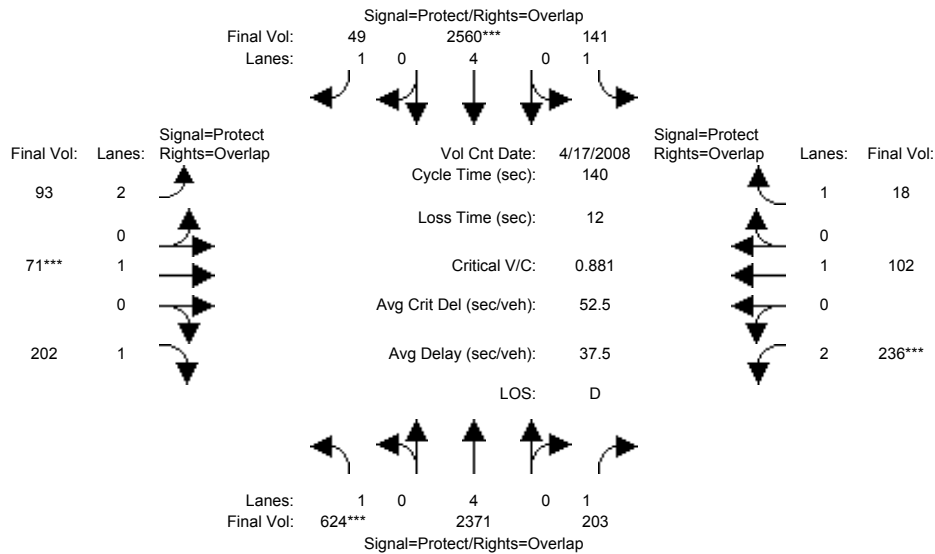 Signal=Protect/Rights=Overlap
Final Vol: 49 2560*** 141
Lanes: 1 0 4 0 1
Signal=Protect Signal=Protect
Final Vol: Lanes: Rights=Overlap Vol Cnt Date: 4/17/2008 Rights=Overlap Lanes: Final Vol:
Cycle Time (sec): 140
93 2 1 18
Loss Time (sec): 12
0 0
71*** 1 Critical V/C: 0.881 1 102
0 Avg Crit Del (sec/veh): 52.5 0
202 1 Avg Delay (sec/veh): 37.5 2 236***
LOS: D
Lanes: 1 0 4 0 1
Final Vol: 624*** 2371 203
Signal=Protect/Rights=Overlap